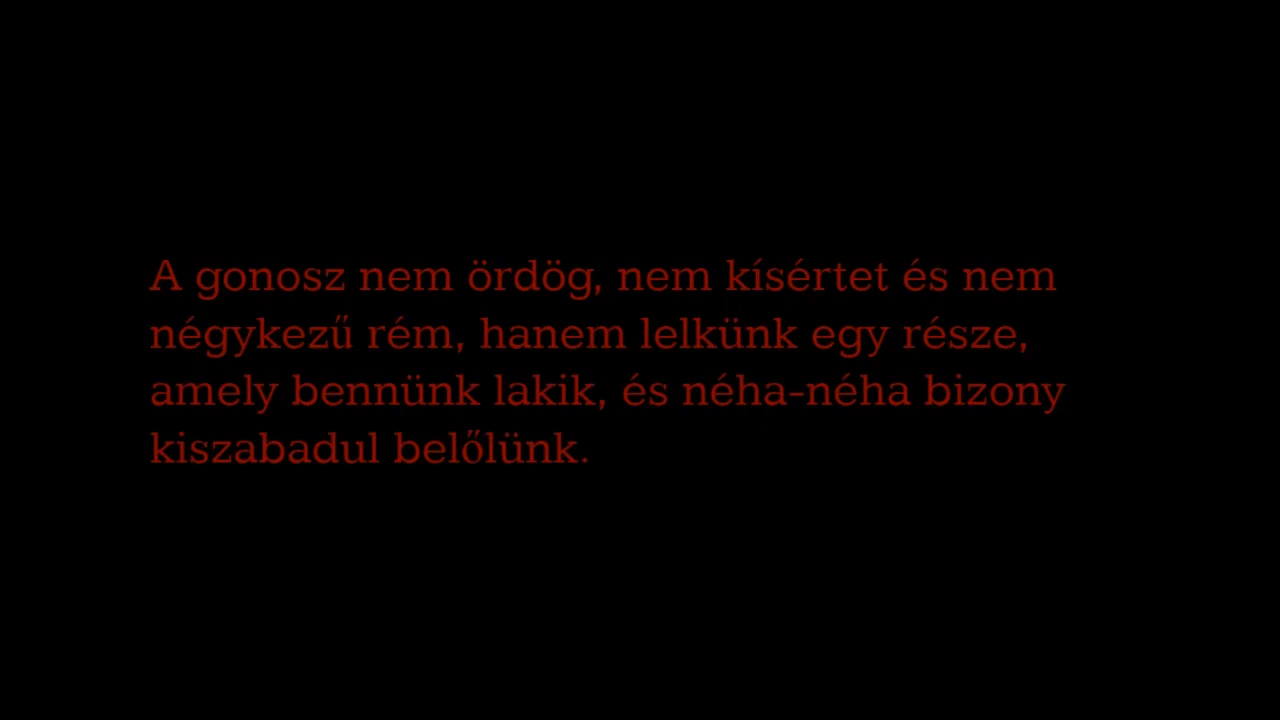 A gonosz nem ördög, nem kísértet és nem
négykezű rém, hanem lelkünk egy része,
amely bennünk lakik, és néha-néha bizony
kiszabadul belőlünk.